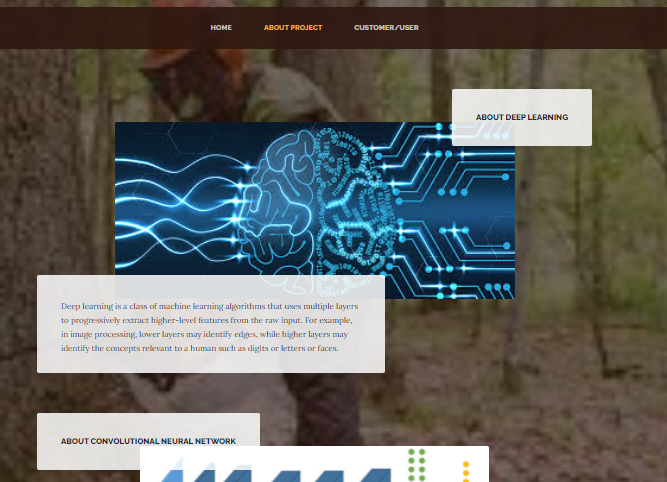 HOME
ABOUT PROJECT
CUSTOMER/USER
ABOUT DEEP LEARNING
Deep learning is a class of machine learning algorithms that uses multiple layers
to progressively extract higher-level features from the raw input. For example,
in image processing, lower layers may identify edges, while higher layers may
identify the concepts relevant to a human such as digits or letters or faces.
ABOUT CONVOLUTIONAL NEURAL NETWORK